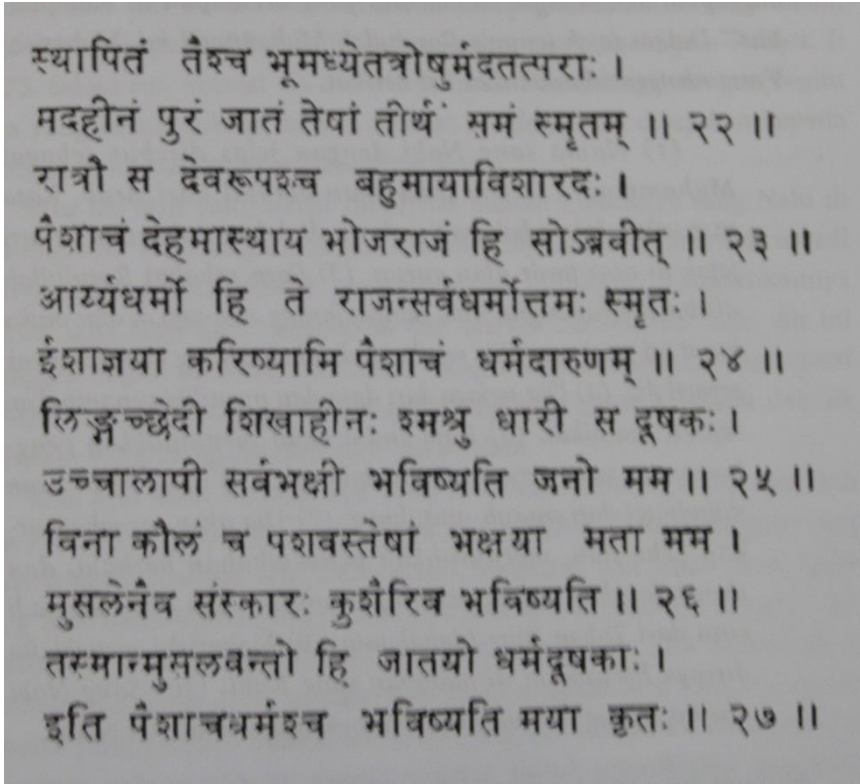 स्थापितं तैश्च भूमध्येतत्रोषुर्मदतत्पराः ।
मदहीनं पुरं जातं तेषां तीर्थं समं स्मृतम् ॥ २२ ॥
रात्रौ स देवरूपश्च बहुमायाविशारदः ।
पैशाचं देहमास्थाय भोजराजं हि सोऽब्रवीत् ॥ २३ ॥
आर्य्यधर्मो हि ते राजन्सर्वधर्मोत्तमः स्मृतः ।
ईशाज्ञया करिष्यामि पैशाचं धर्मदारुणम् ॥ २४ ॥
लिङ्गच्छेदी शिखाहीनः श्मश्रु धारी स दूषकः ।
उच्चालापी सर्वभक्षी भविष्यति जनो मम ॥ २५ ॥
विना कौलं च पशवस्तेषां भक्षया मता मम ।
मुसलेनैव संस्कारः कुशैरिव भविष्यति ॥ २६ ॥
तस्मान्मुसलवन्तो हि जातयो धर्मदूषकाः ।
इति पैशाचधर्मश्च भविष्यति मया कृतः ॥ २७ ॥